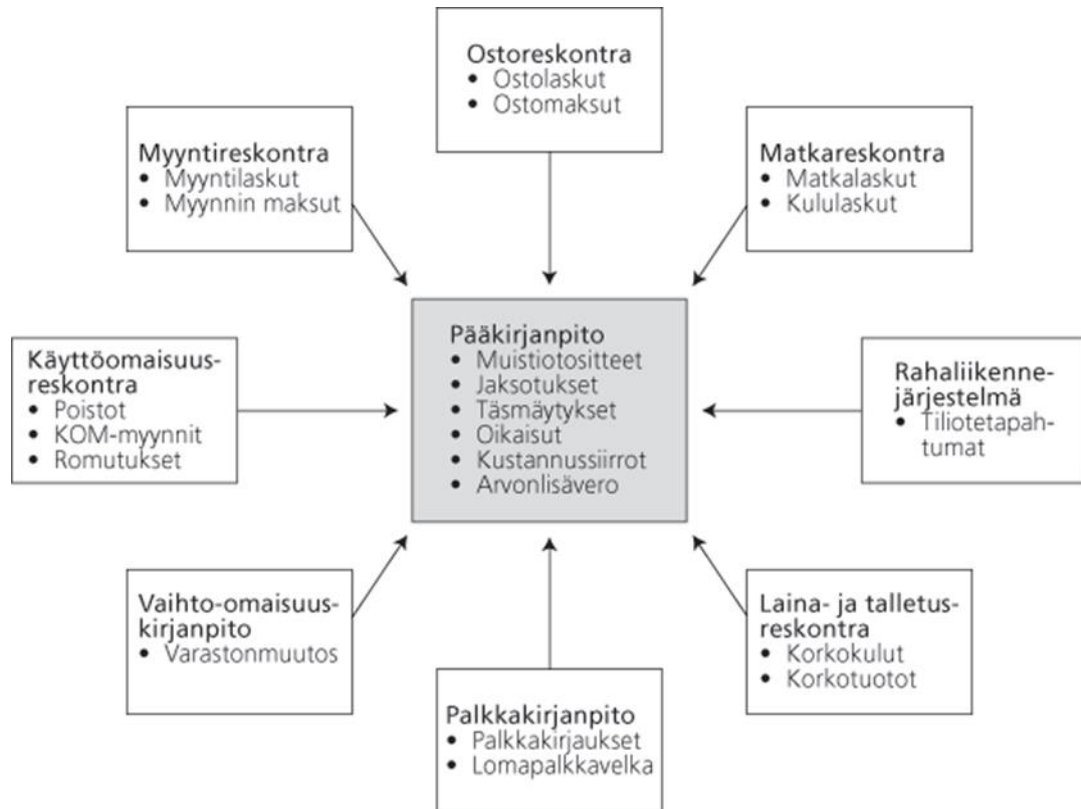 Ostoreskontra
• Ostolaskut
• Ostomaksut
Myyntireskontra
• Myyntilaskut
• Myynnin maksut
Matkareskontra
• Matkalaskut
• Kululaskut
Käyttöomaisuus-
reskontra
• Poistot
• KOM-myynnit
• Romutukset
Pääkirjanpito
• Muistiotositteet
• Jaksotukset
• Täsmäytykset
• Oikaisut
• Kustannussiirrot
• Arvonlisävero
Rahaliikenne-
järjestelmä
• Tiliotetapah-
tumat
Vaihto-omaisuus-
kirjanpito
• Varastonmuutos
Palkkakirjanpito
• Palkkakirjaukset
• Lomapalkkavelka
Laina- ja talletus-
reskontra
• Korkokulut
• Korkotuotot